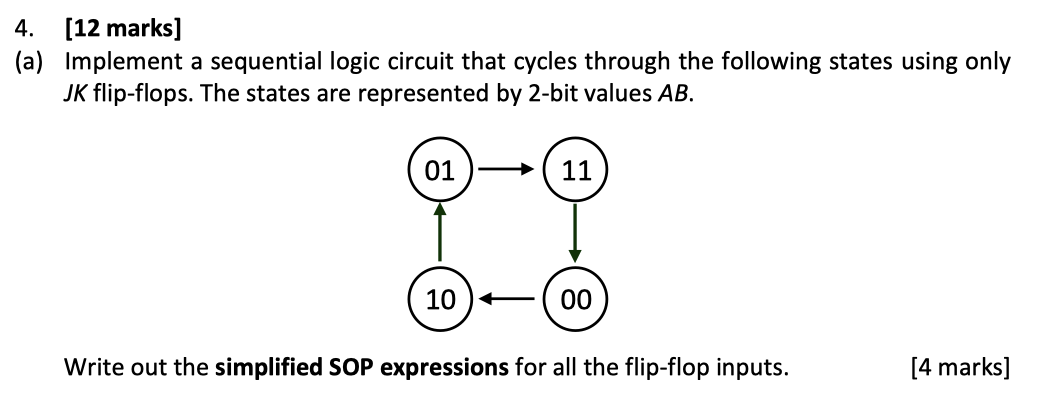 4. [12 marks]
(a) Implement a sequential logic circuit that cycles through the following states using only
JK flip-flops. The states are represented by 2-bit values AB.
01 11
10 00
Write out the simplified SOP expressions for all the flip-flop inputs. [4 marks]